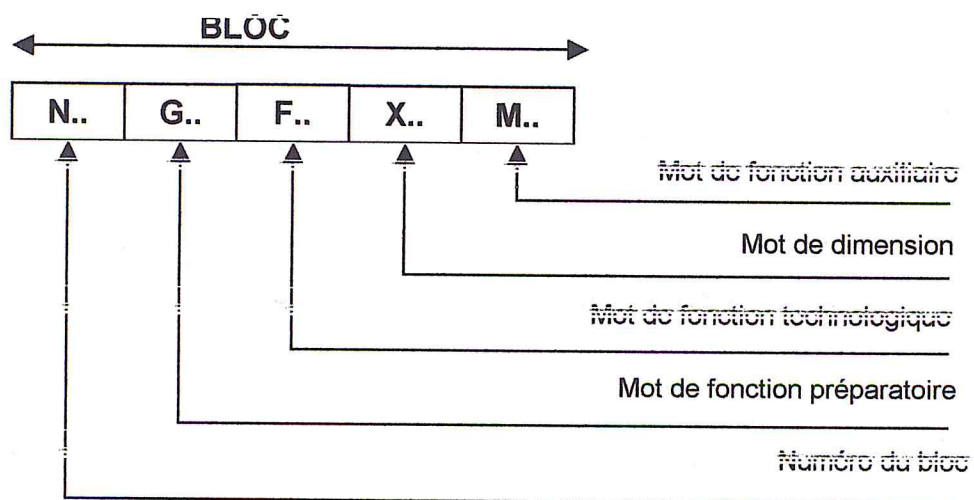 BLOC
N.. G.. F.. X.. M..
Mot de fonction auxiliaire
Mot de dimension
Mot de fonction technologique
Mot de fonction préparatoire
Numéro du bloc